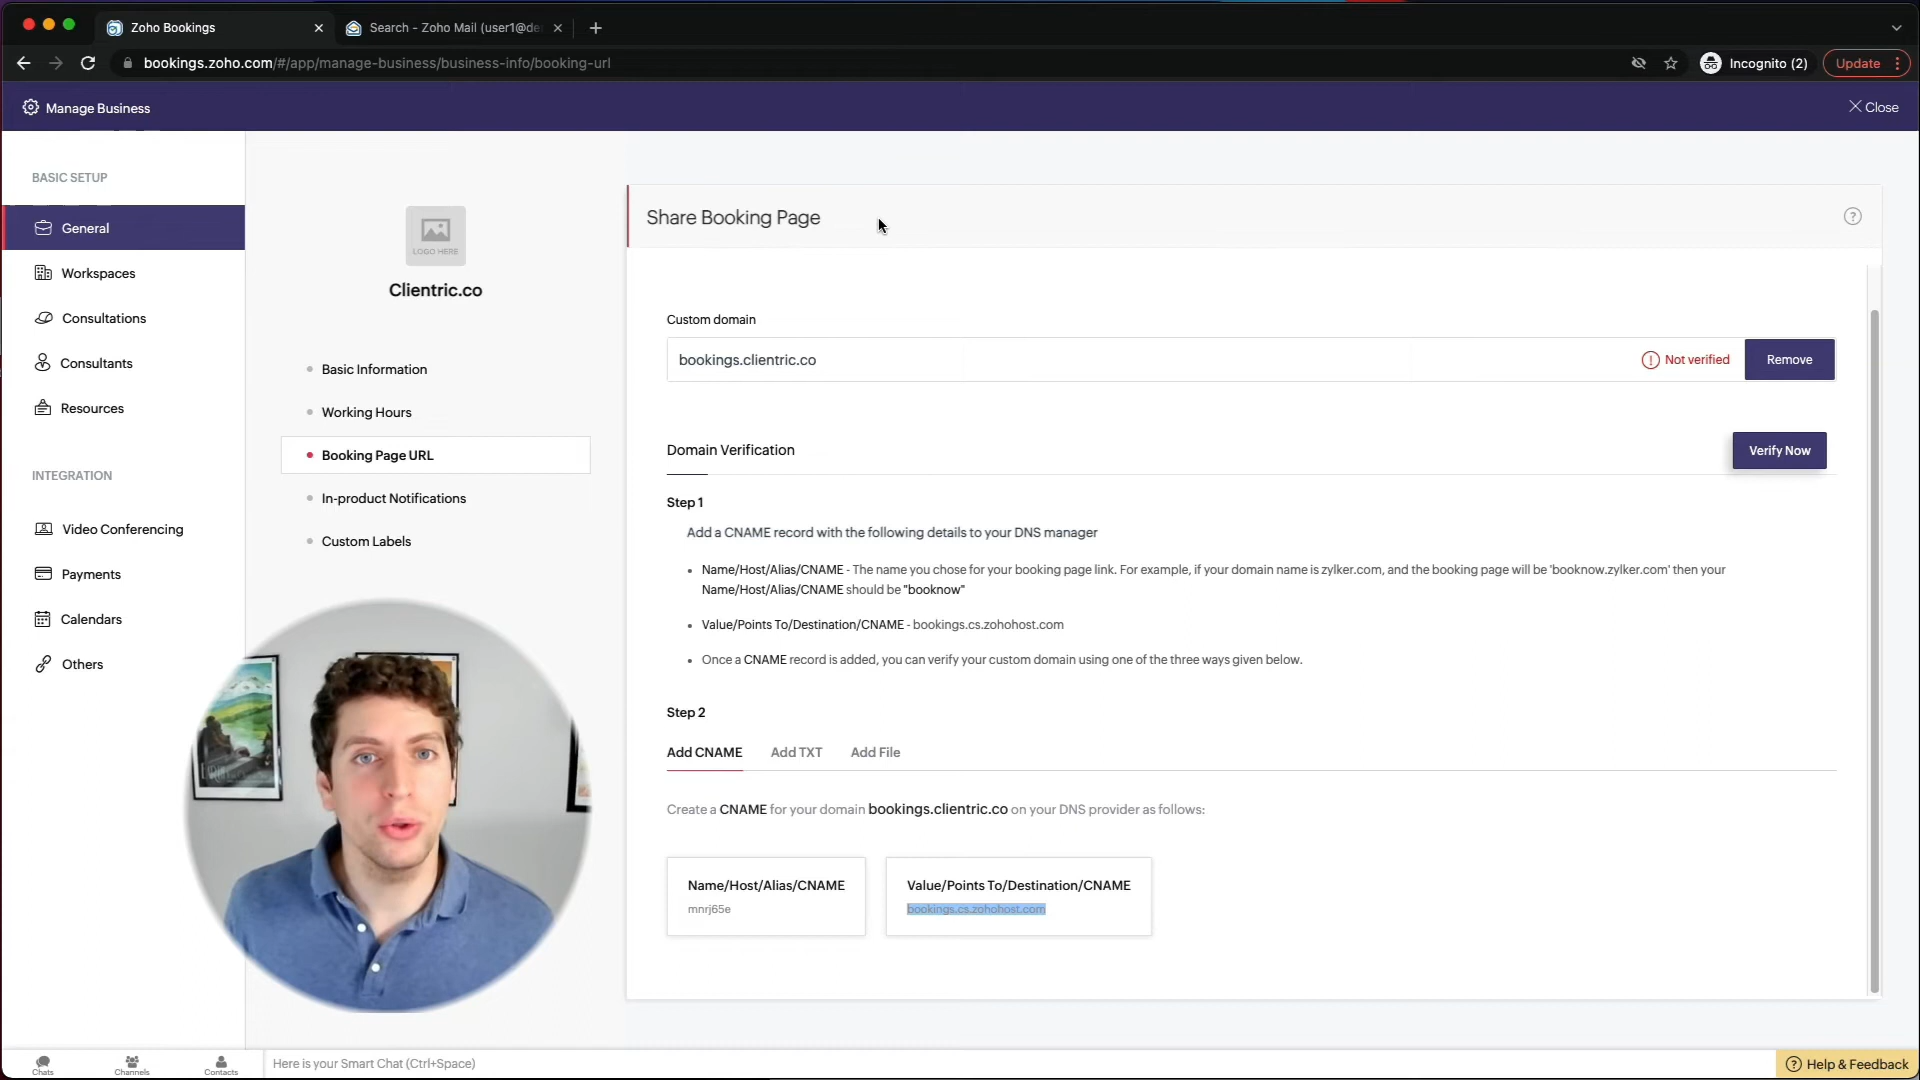 Zoho Bookings
Search - Zoho Mail (user1@de
bookings.zoho.com/#/app/manage-business/business-info/booking-url
Incognito (2)
Update
Manage Business
Close
BASIC SETUP
General
Workspaces
Consultations
Consultants
Resources
INTEGRATION
Video Conferencing
Payments
Calendars
Others
LOGO HERE
Clientric.co
Basic Information
Working Hours
Booking Page URL
In-product Notifications
Custom Labels
Share Booking Page
Custom domain
bookings.clientric.co
Not verified
Remove
Domain Verification
Verify Now
Step 1
Add a CNAME record with the following details to your DNS manager
Name/Host/Alias/CNAME - The name you chose for your booking page link. For example, if your domain name is zylker.com, and the booking page will be 'booknow.zylker.com' then your
Name/Host/Alias/CNAME should be "booknow"
Value/Points To/Destination/CNAME - bookings.cs.zohohost.com
Once a CNAME record is added, you can verify your custom domain using one of the three ways given below.
Step 2
Add CNAME
Add TXT
Add File
Create a CNAME for your domain bookings.clientric.co on your DNS provider as follows:
Name/Host/Alias/CNAME
mnrj65e
Value/Points To/Destination/CNAME
bookings.cs.zohohost.com
Chats
Channels
Contacts
Here is your Smart Chat (Ctrl+Space)
Help & Feedback